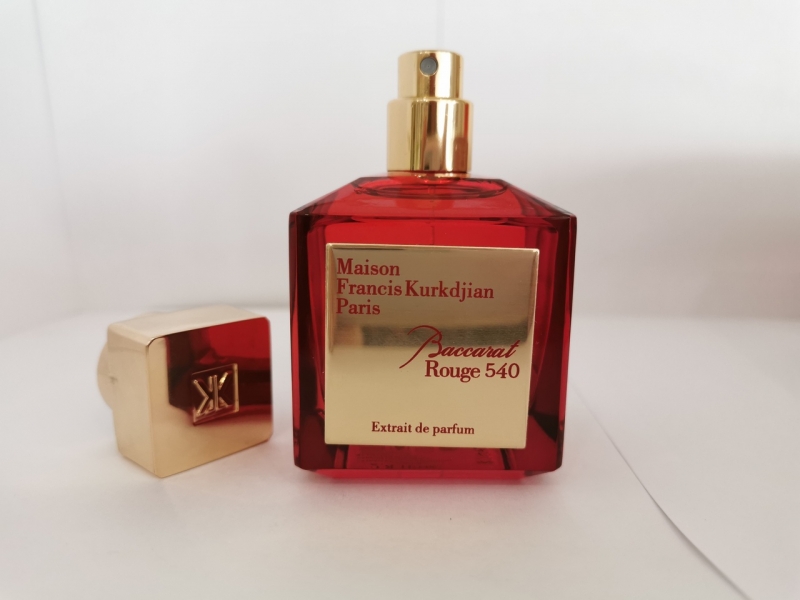 Maison
Francis Kurkdjian
Paris
Baccarat
Rouge 540
Extrait de parfum